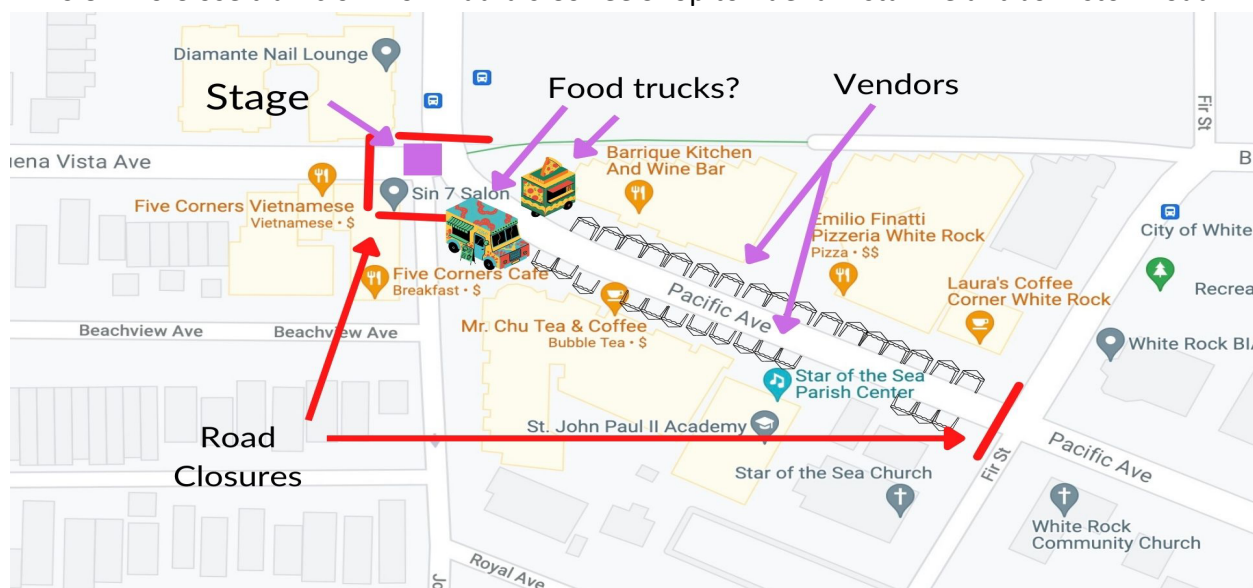 Diamante Nail Lounge
Stage
Food trucks?
Vendors
Fir St
uena Vista Ave
B
Barrique Kitchen
And Wine Bar
Sin 7 Salon
Five Corners Vietnamese
Vietnamese · $
Emilio Finatti
Pizzeria White Rock
Pizza · $$
City of White
Recrea
Five Corners Cafe
Breakfast · $
Laura's Coffee
Corner White Rock
Pacific Ave
Beachview Ave
Beachview Ave
Mr. Chu Tea & Coffee
Bubble Tea · $
White Rock BIA
Star of the Sea
Parish Center
St. John Paul II Academy
Road
Closures
Pacific Ave
Fir St
Star of the Sea Church
White Rock
Community Church
Royal Ave
Jo